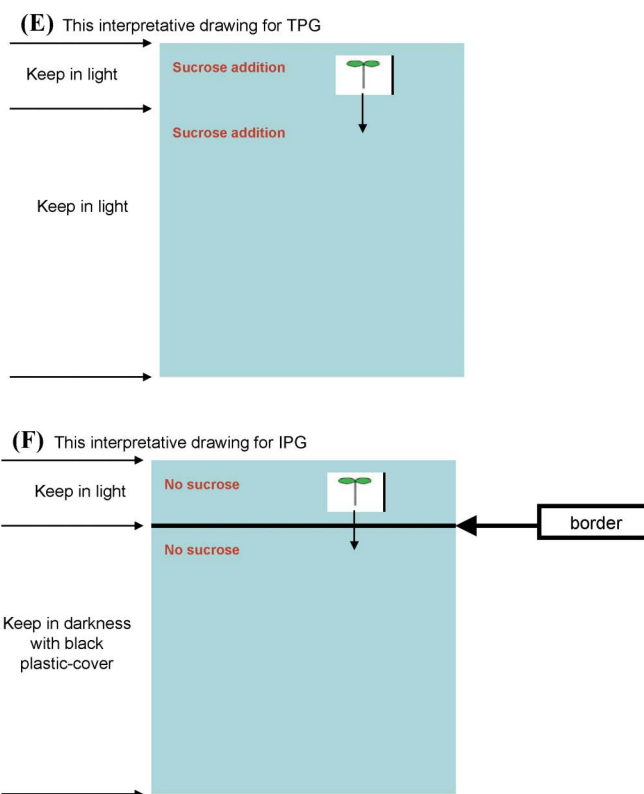 (E) This interpretative drawing for TPG
Keep in light
Sucrose addition
Sucrose addition
Keep in light
(F) This interpretative drawing for IPG
Keep in light
No sucrose
border
No sucrose
Keep in darkness
with black
plastic-cover